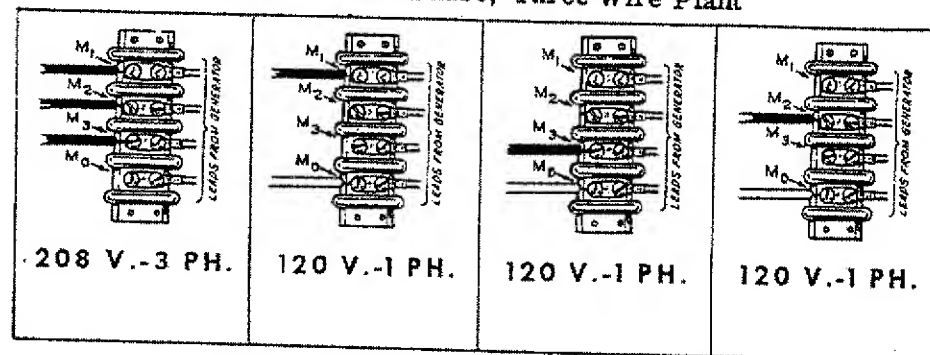 Three Wire Plant
M₁ M₂ M₃ M₀ LEADS FROM GENERATOR
208 V.-3 PH.
M₁ M₂ M₃ M₀ LEADS FROM GENERATOR
120 V.-1 PH.
M₁ M₂ M₃ M₀ LEADS FROM GENERATOR
120 V.-1 PH.
M₁ M₂ M₃ M₀ LEADS FROM GENERATOR
120 V.-1 PH.